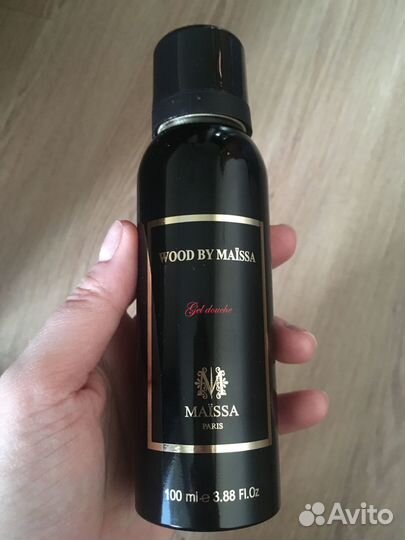 WOOD BY MAÏSSA
Gel douche
M
MAÏSSA
PARIS
100 ml e 3.88 Fl.Oz
Avito